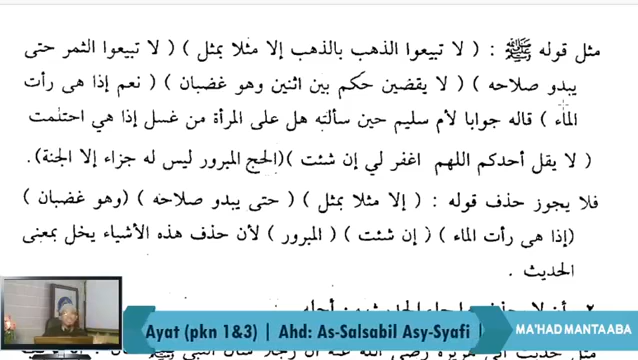 مثل قوله ﷺ : ( لا تبيعوا الذهب بالذهب إلا مثلا بمثل ) ( لا تبيعوا الثمر حتى
يبدو صلاحه ) ( لا يقضين حكم بين اثنين وهو غضبان ) ( نعم إذا هى رأت
الماء ) قاله جوابا لأم سليم حين سألته هل على المرأة من غسل إذا هي احتلمت
( لا يقل أحدكم اللهم اغفر لي إن شئت )(الحج المبرور ليس له جزاء إلا الجنة).
فلا يجوز حذف قوله : ( إلا مثلا بمثل ) ( حتى يبدو صلاحه ) (وهو غضبان )
(إذا هى رأت الماء ) ( إن شئت ) ( المبرور ) لأن حذف هذه الأشياء يخل بمعنى
الحديث .
Ayat (pkn 1&3) | Ahd: As-Salsabil Asy-Syafi |
MA'HAD MANTAABA